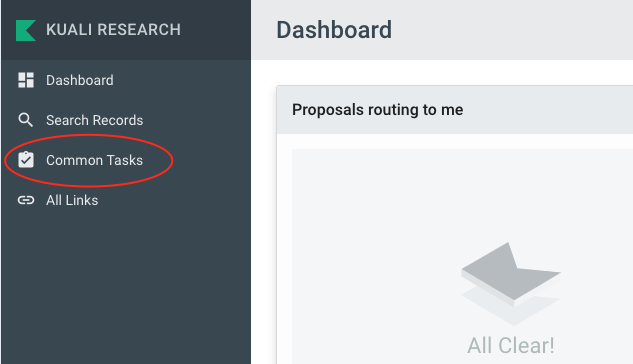 KUALI RESEARCH
Dashboard
Search Records
Common Tasks
All Links
Dashboard
Proposals routing to me
All Clear!